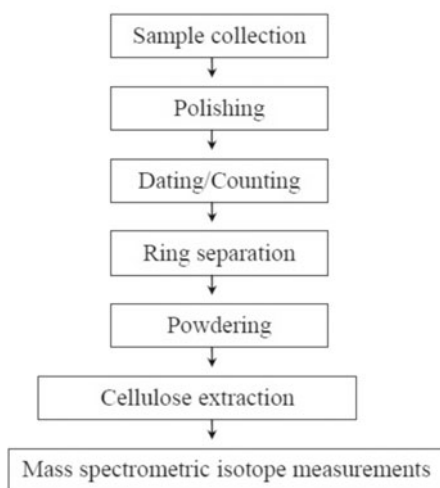 Sample collection
Polishing
Dating/Counting
Ring separation
Powdering
Cellulose extraction
Mass spectrometric isotope measurements